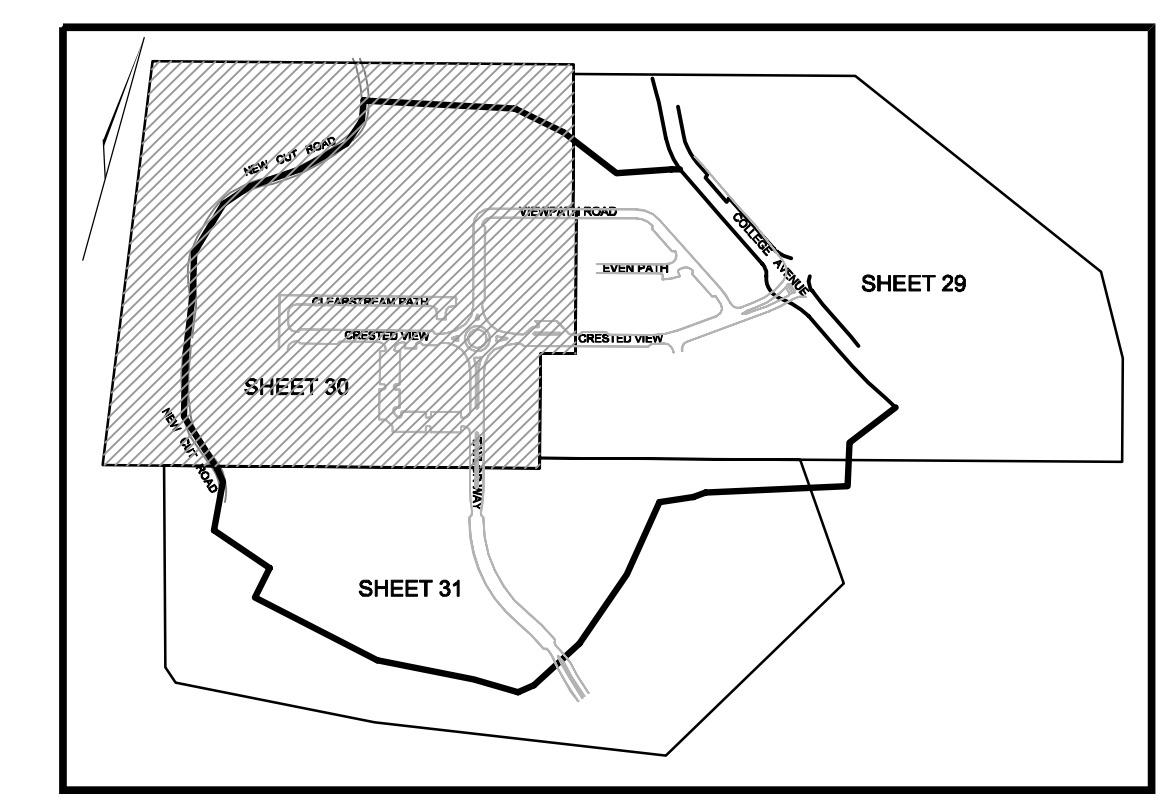 NEW CUT ROAD
VIEWPATH ROAD
COLLEGE AVENUE
EVEN PATH
SHEET 29
CLEARSTREAM PATH
CRESTED VIEW
CRESTED VIEW
SHEET 30
NEW CUT ROAD
WAY
SHEET 31